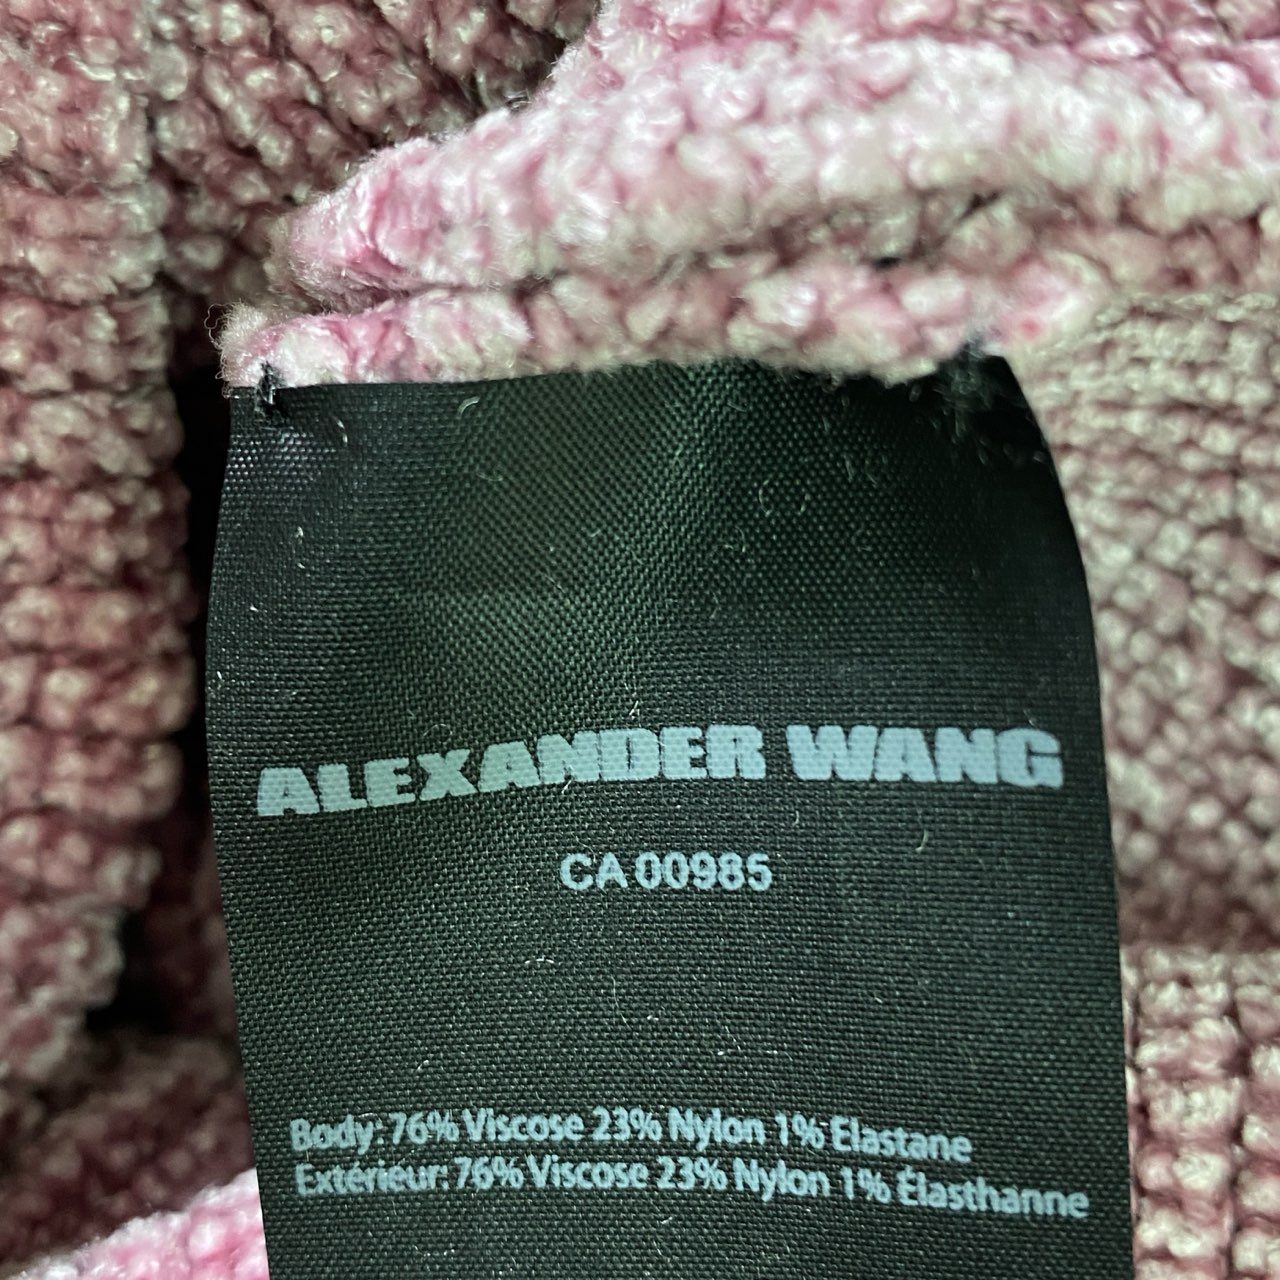 ALEXANDER WANG
CA 00985
Body: 76% Viscose 23% Nylon 1% Elastane
Extérieur: 76% Viscose 23% Nylon 1% Élasthanne